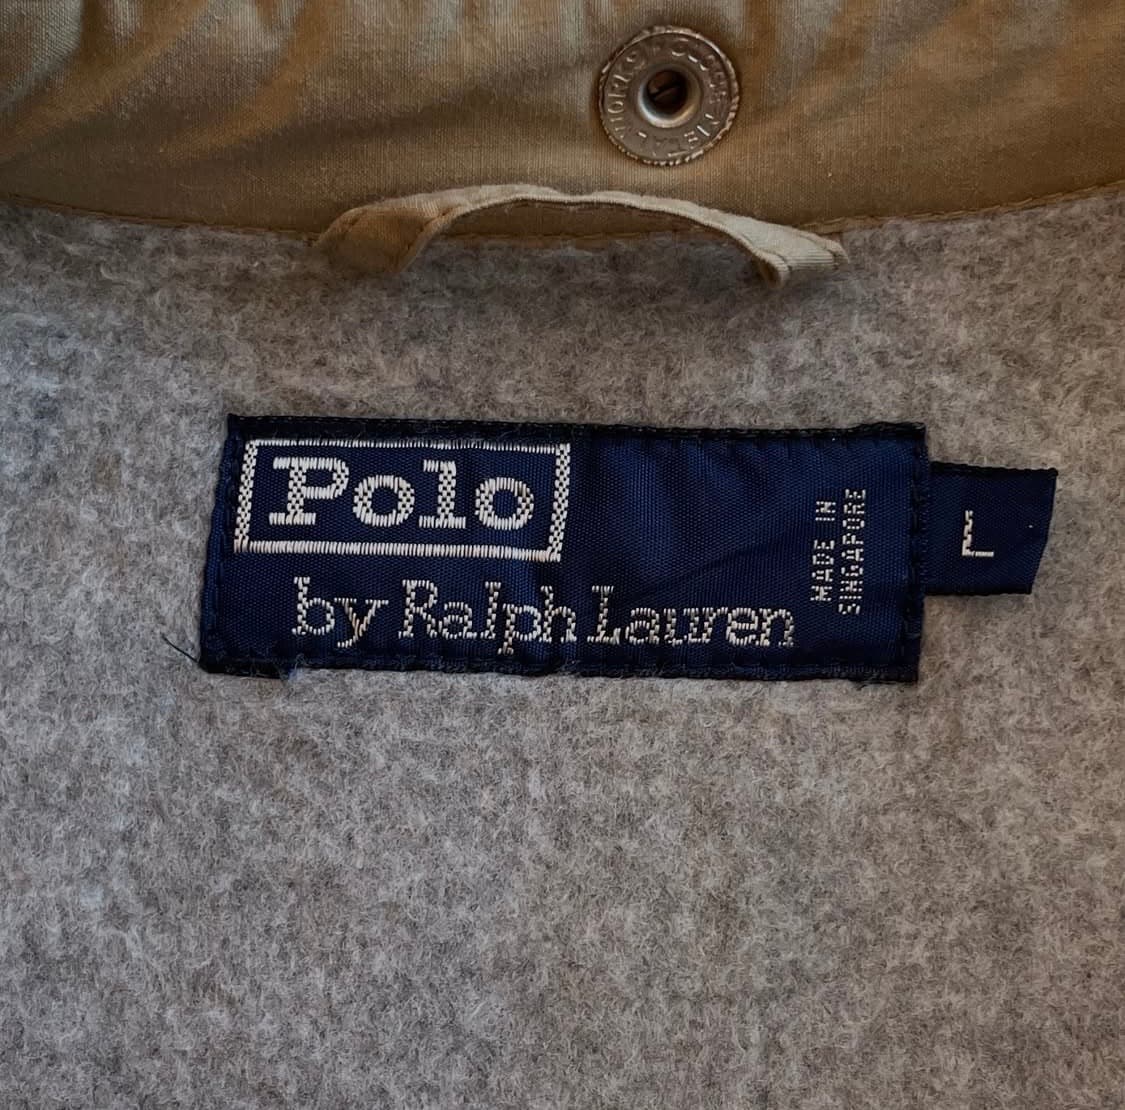 Polo
by Ralph Lauren
MADE IN
SINGAPORE
L